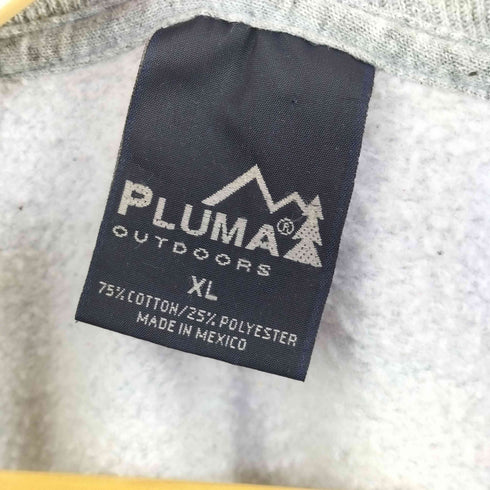 PLUMA®
OUTDOORS
XL
75% COTTON/25% POLYESTER
MADE IN MEXICO